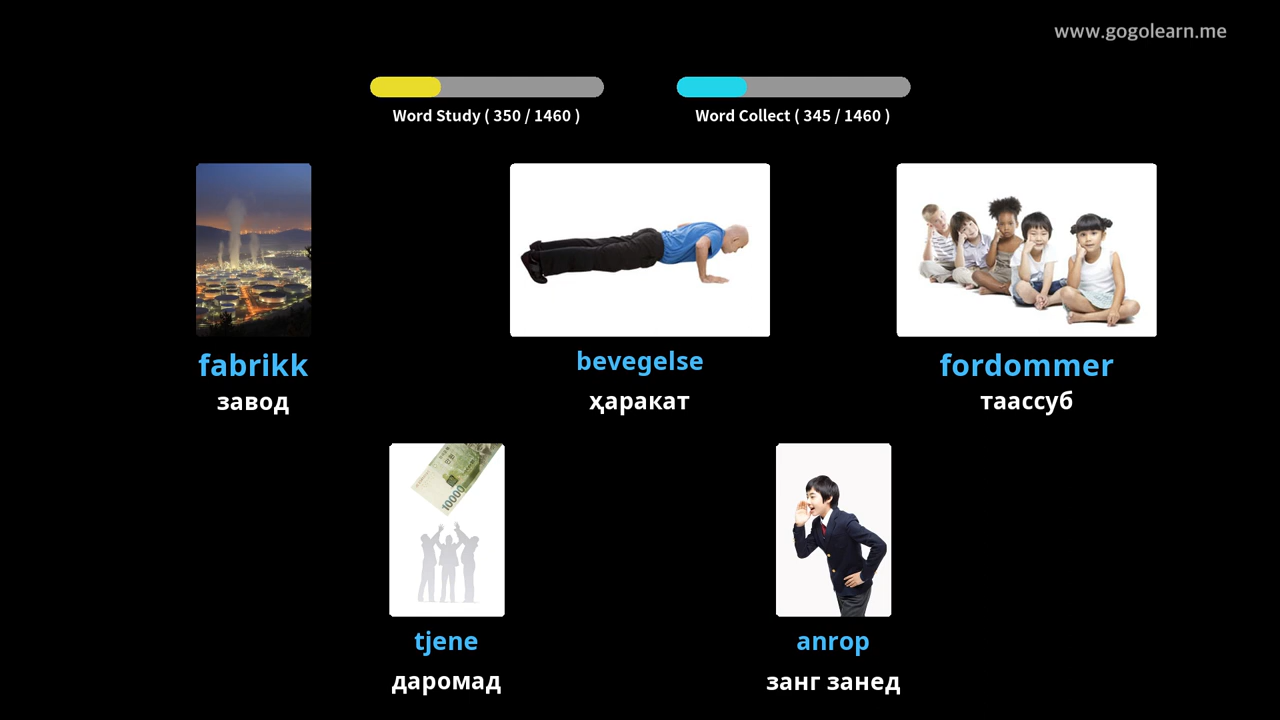 www.gogolearn.me
Word Study ( 350 / 1460 )
Word Collect ( 345 / 1460 )
fabrikk
завод
bevegelse
ҳаракат
fordommer
таассуб
10000
tjene
даромад
anrop
занг занед